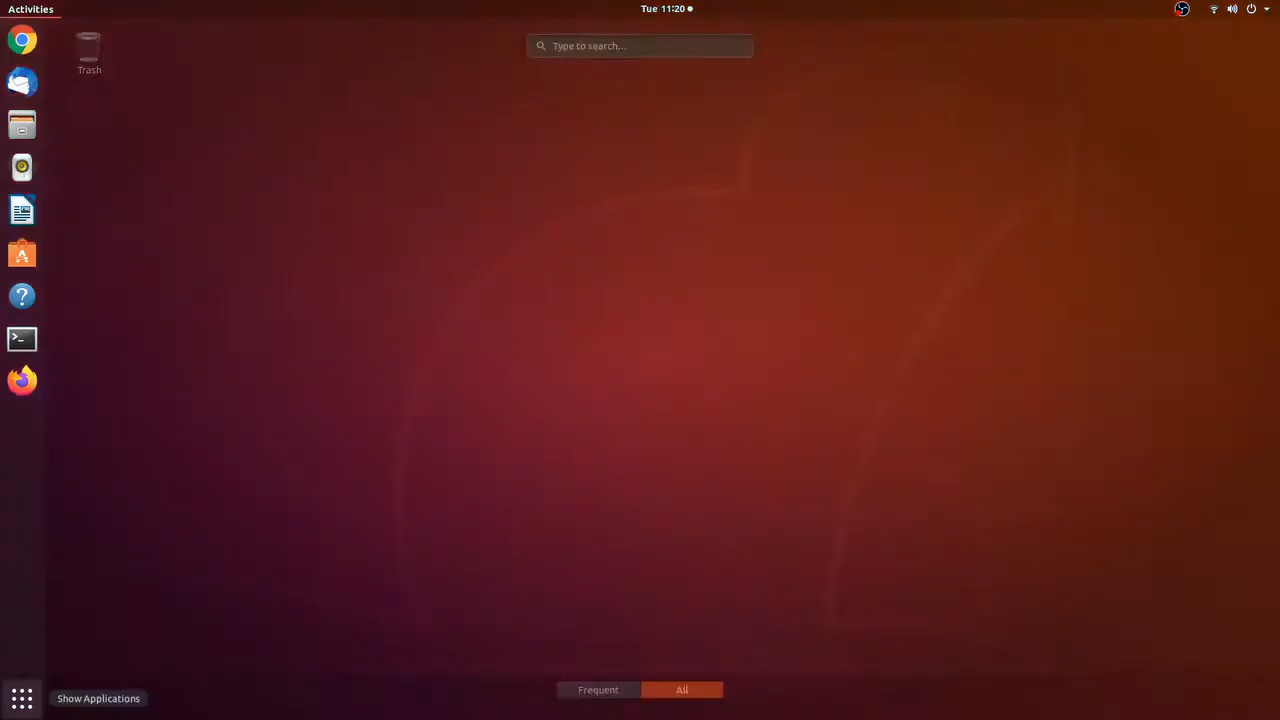 Activities
Tue 11:20
Type to search...
Trash
Frequent
All
Show Applications